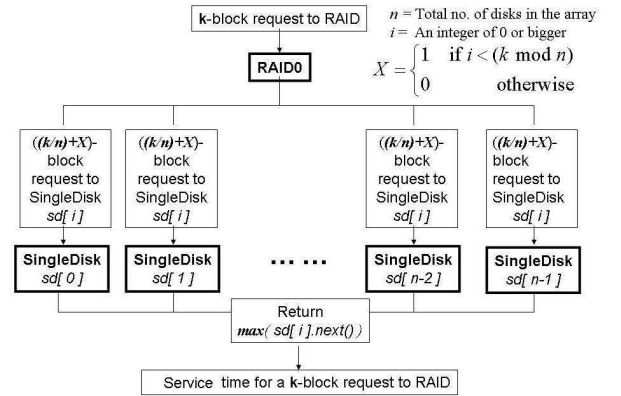 k-block request to RAID
n = Total no. of disks in the array
i = An integer of 0 or bigger
RAID0
X = { 1 if i < (k mod n)
0 otherwise
((k/n)+X)-
block
request to
SingleDisk
sd[ i ]
((k/n)+X)-
block
request to
SingleDisk
sd[ i ]
((k/n)+X)-
block
request to
SingleDisk
sd[ i ]
((k/n)+X)-
block
request to
SingleDisk
sd[ i ]
SingleDisk
sd[ 0 ]
SingleDisk
sd[ 1 ]
... ...
SingleDisk
sd[ n-2 ]
SingleDisk
sd[ n-1 ]
Return
max( sd[ i ].next() )
Service time for a k-block request to RAID